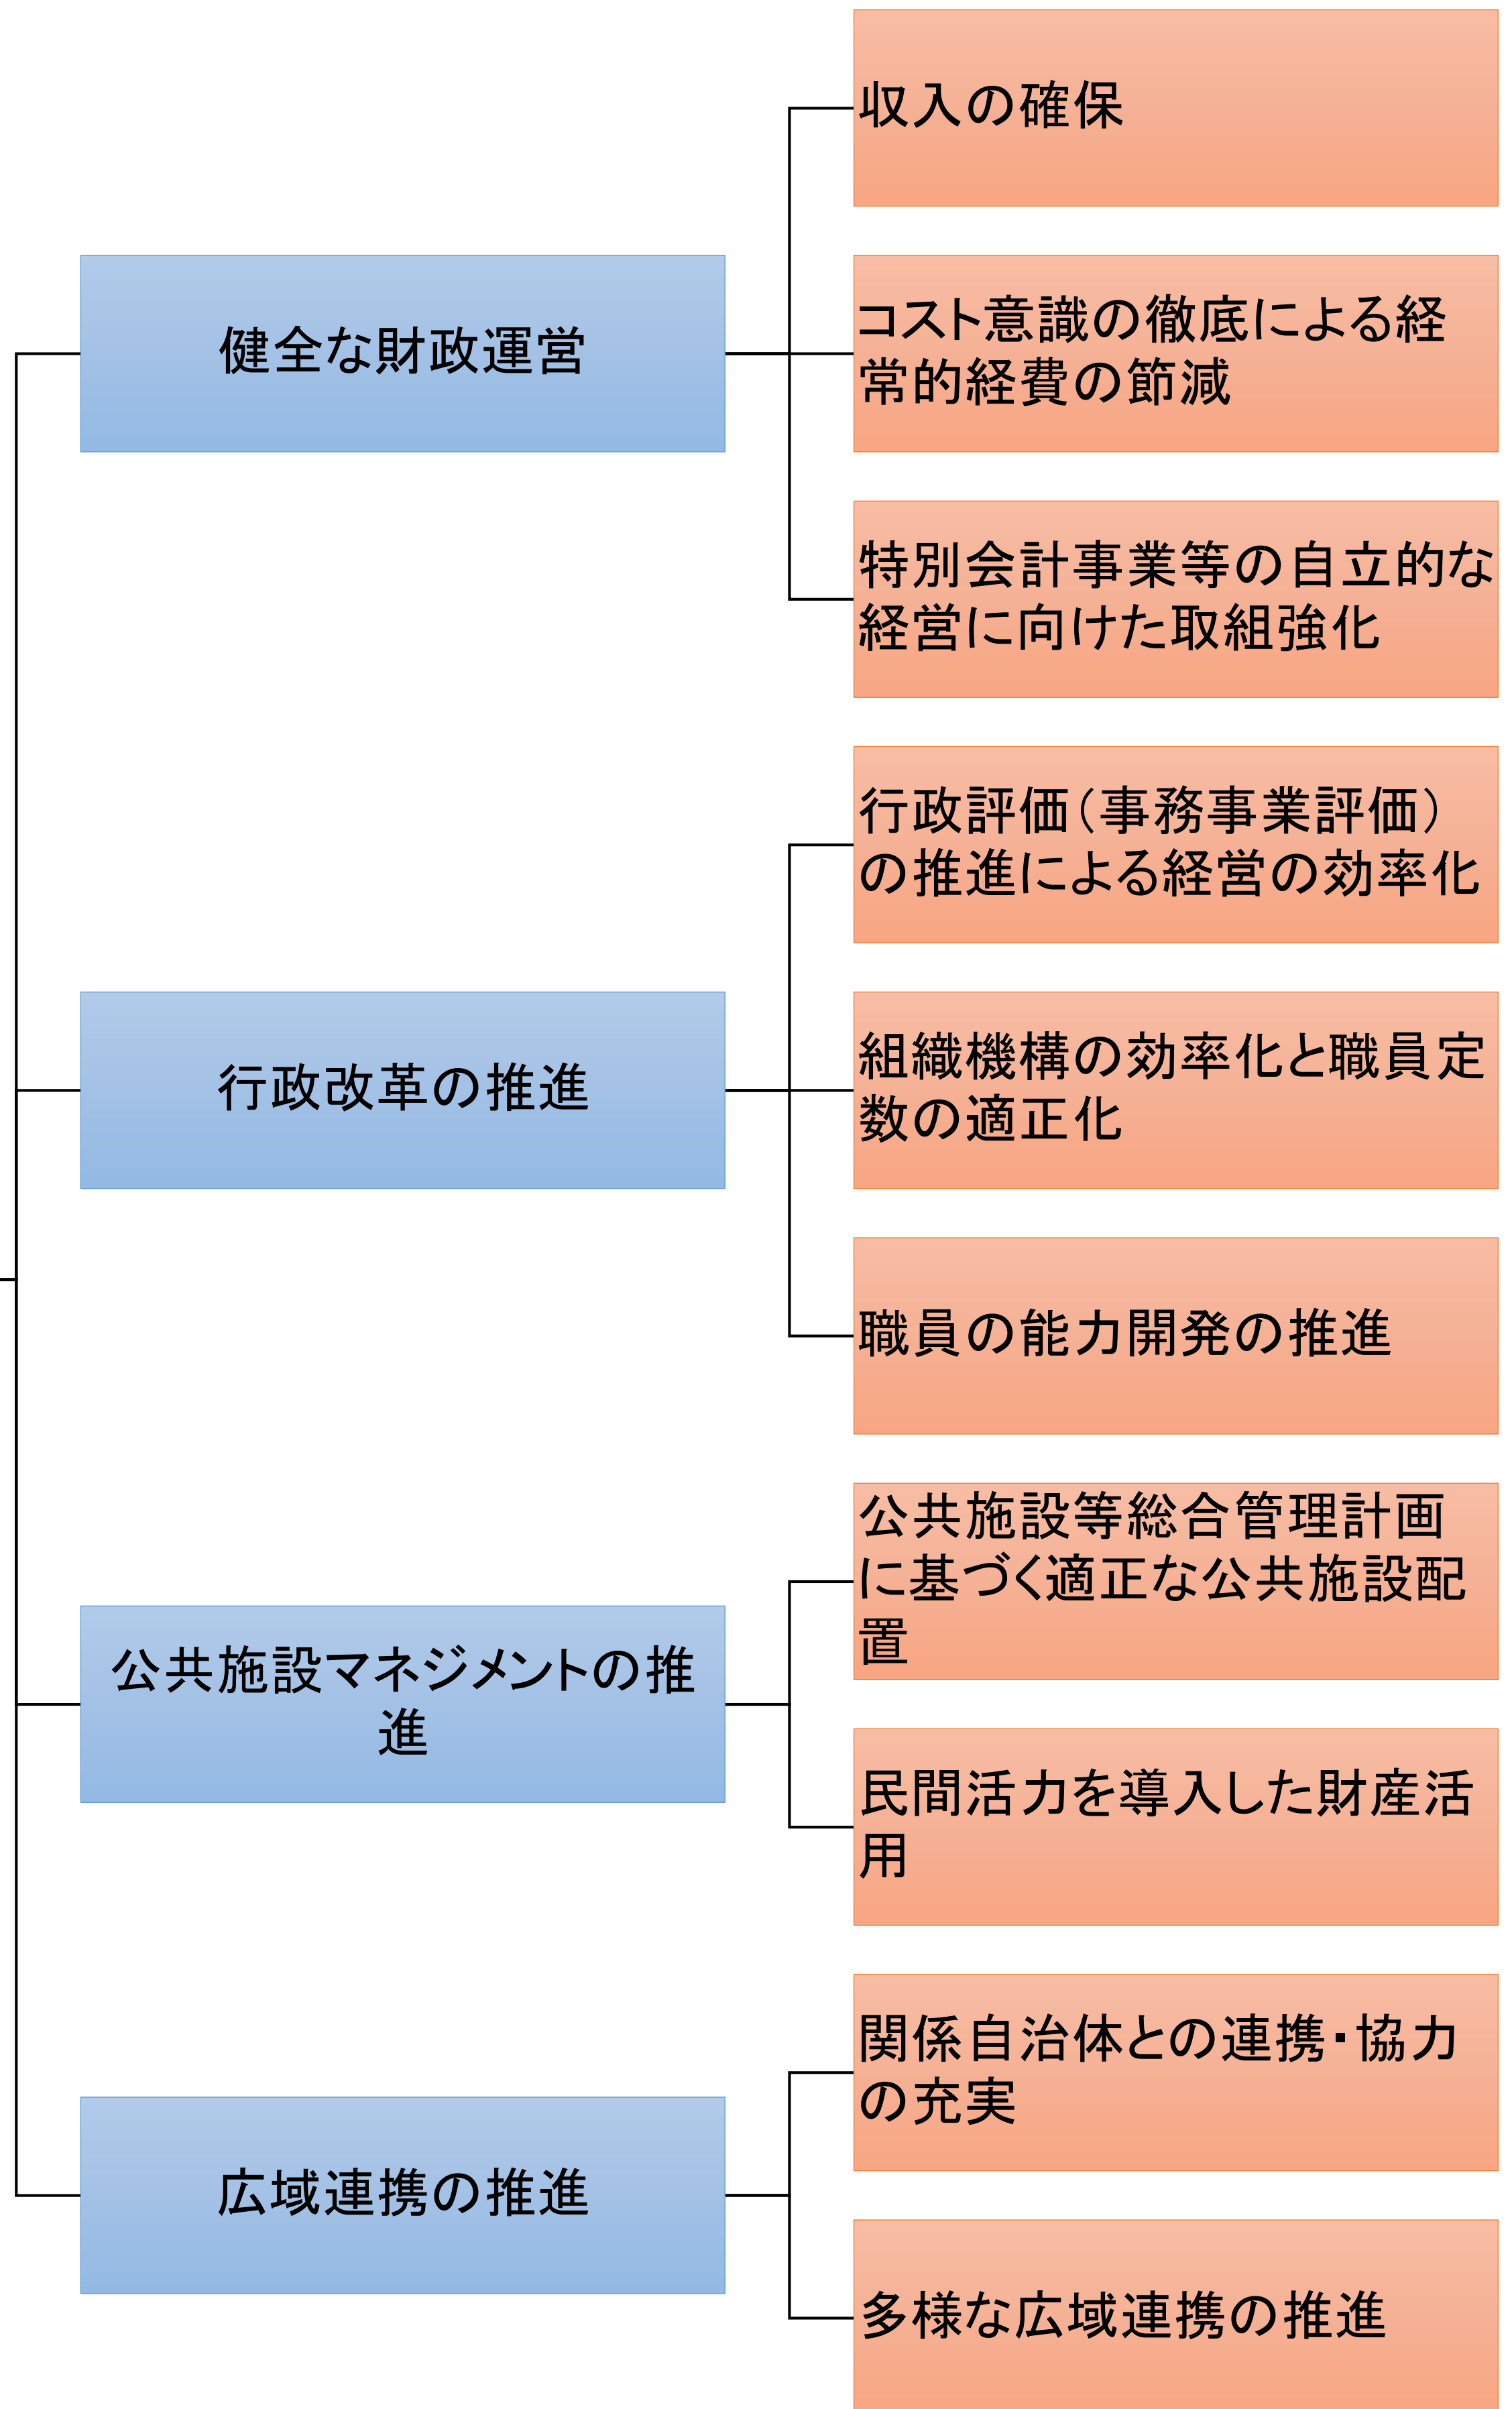 健全な財政運営
収入の確保
コスト意識の徹底による経
常的経費の節減
特別会計事業等の自立的な
経営に向けた取組強化
行政改革の推進
行政評価（事務事業評価）
の推進による経営の効率化
組織機構の効率化と職員定
数の適正化
職員の能力開発の推進
公共施設マネジメントの推
進
公共施設等総合管理計画
に基づく適正な公共施設配
置
民間活力を導入した財産活
用
広域連携の推進
関係自治体との連携・協力
の充実
多様な広域連携の推進